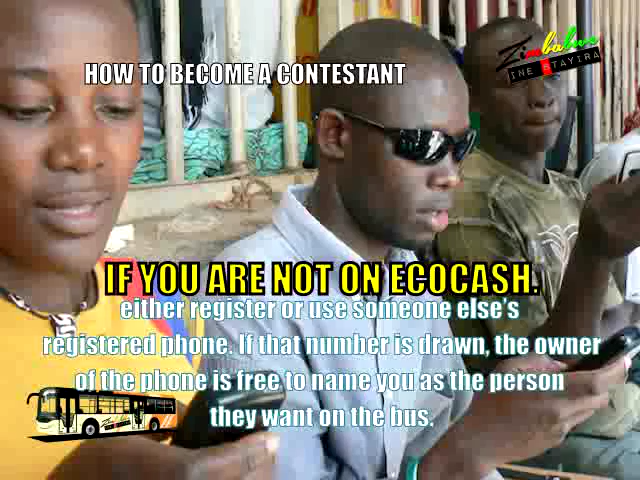 Zimbabwe
INE STAYIRA
HOW TO BECOME A CONTESTANT
IF YOU ARE NOT ON ECOCASH.
either register or use someone else's
registered phone. If that number is drawn, the owner
of the phone is free to name you as the person
they want on the bus.